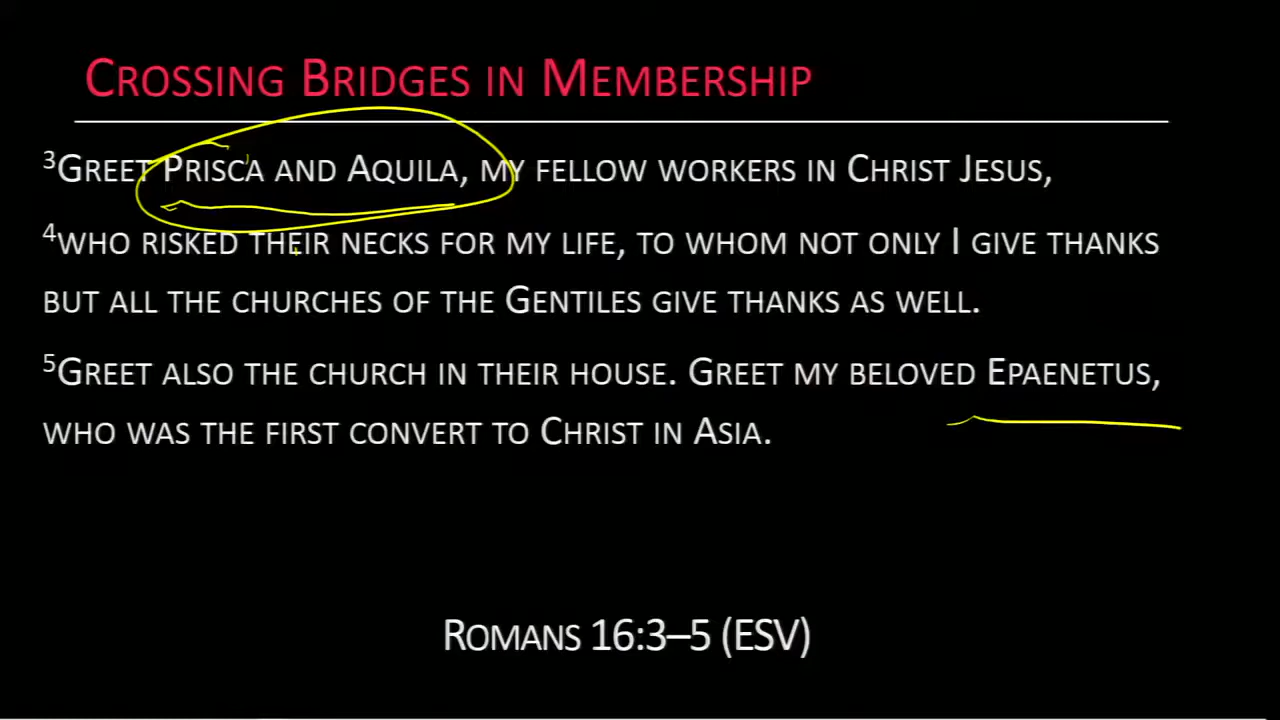 Crossing Bridges in Membership
³Greet Prisca and Aquila, my fellow workers in Christ Jesus,
⁴who risked their necks for my life, to whom not only I give thanks
but all the churches of the Gentiles give thanks as well.
⁵Greet also the church in their house. Greet my beloved Epaenetus,
who was the first convert to Christ in Asia.
Romans 16:3–5 (ESV)